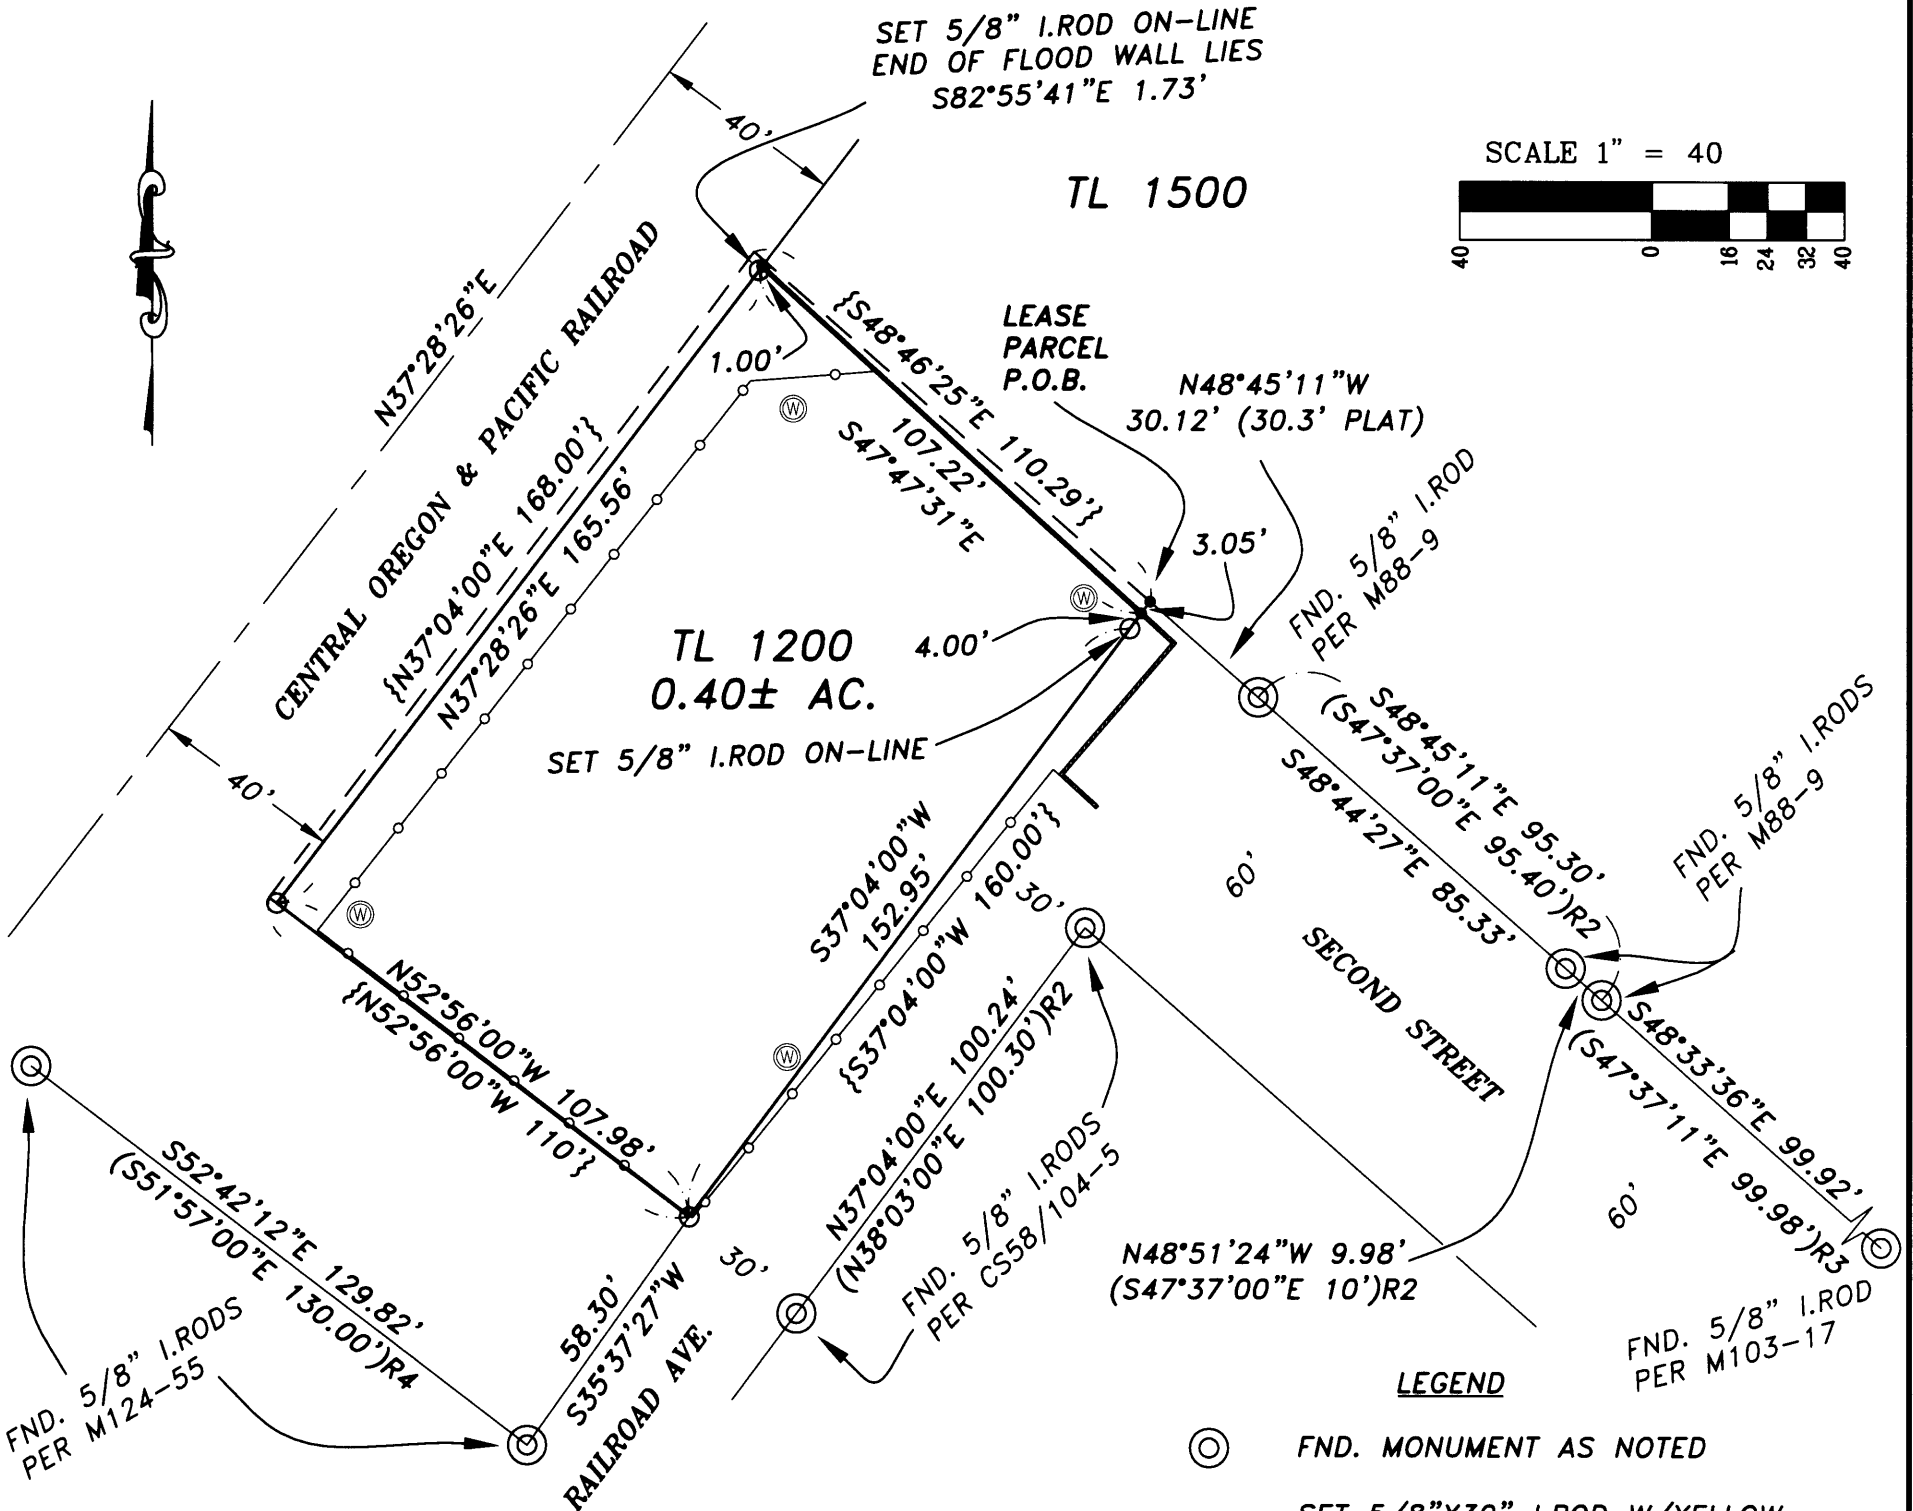 SET 5/8” I.ROD ON-LINE
END OF FLOOD WALL LIES
S82°55'41”E 1.73'
40'
TL 1500
SCALE 1” = 40
40
0
16
24
32
40
N37°28'26”E
CENTRAL OREGON & PACIFIC RAILROAD
1.00'
W
{S48°46'25”E 110.29'}
107.22'
S47°47'31”E
LEASE
PARCEL
P.O.B.
N48°45'11”W
30.12' (30.3' PLAT)
3.05'
FND. 5/8” I.ROD
PER M88-9
{N37°04'00”E 168.00'}
N37°28'26”E 165.56'
W
TL 1200
0.40± AC.
4.00'
SET 5/8” I.ROD ON-LINE
40'
S48°45'11”E 95.30'
(S47°37'00”E 95.40')R2
S48°44'27”E 85.33'
FND. 5/8” I.RODS
PER M88-9
S37°04'00”W
152.95'
{S37°04'00”W 160.00'}
30'
60'
SECOND STREET
W
N52°56'00”W 107.98'
{N52°56'00”W 110'}
W
N37°04'00”E 100.24'
(N38°03'00”E 100.30')R2
FND. 5/8” I.RODS
PER CS58/104-5
S48°33'36”E 99.92'
(S47°37'11”E 99.98')R3
60'
S52°42'12”E 129.82'
(S51°57'00”E 130.00')R4
FND. 5/8” I.RODS
PER M124-55
58.30'
S35°37'27”W
30'
RAILROAD AVE.
N48°51'24”W 9.98'
(S47°37'00”E 10')R2
FND. 5/8” I.ROD
PER M103-17
LEGEND
FND. MONUMENT AS NOTED
SET 5/8”X30” I.ROD W/YELLOW